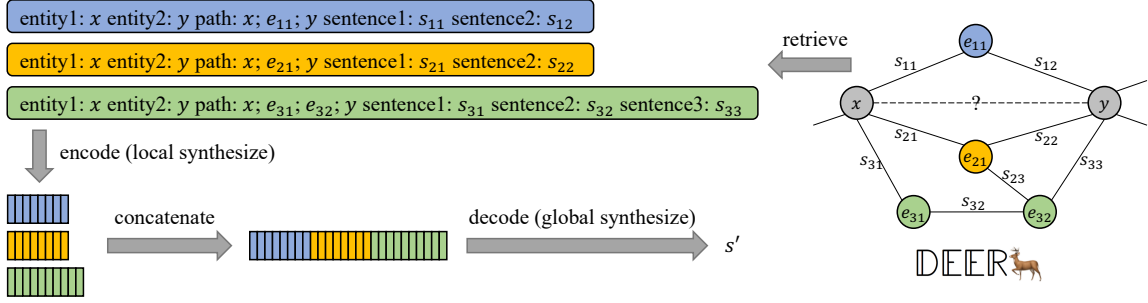 entity1: x entity2: y path: x; e₁₁; y sentence1: s₁₁ sentence2: s₁₂
entity1: x entity2: y path: x; e₂₁; y sentence1: s₂₁ sentence2: s₂₂
entity1: x entity2: y path: x; e₃₁; e₃₂; y sentence1: s₃₁ sentence2: s₃₂ sentence3: s₃₃
retrieve
e₁₁
s₁₁
s₁₂
x
?
y
s₂₁
s₂₂
e₂₁
s₃₁
s₂₃
s₃₃
e₃₁
s₃₂
e₃₂
DEER
encode (local synthesize)
concatenate
decode (global synthesize)
s′